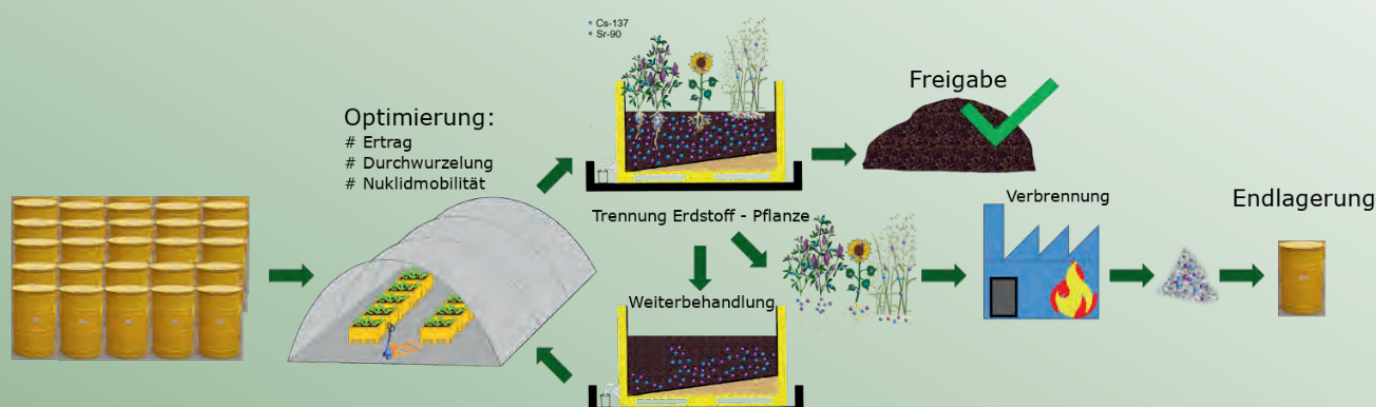 • Cs-137
• Sr-90
Optimierung:
# Ertrag
# Durchwurzelung
# Nuklidmobilität
Freigabe
Trennung Erdstoff - Pflanze
Verbrennung
Endlagerung
Weiterbehandlung